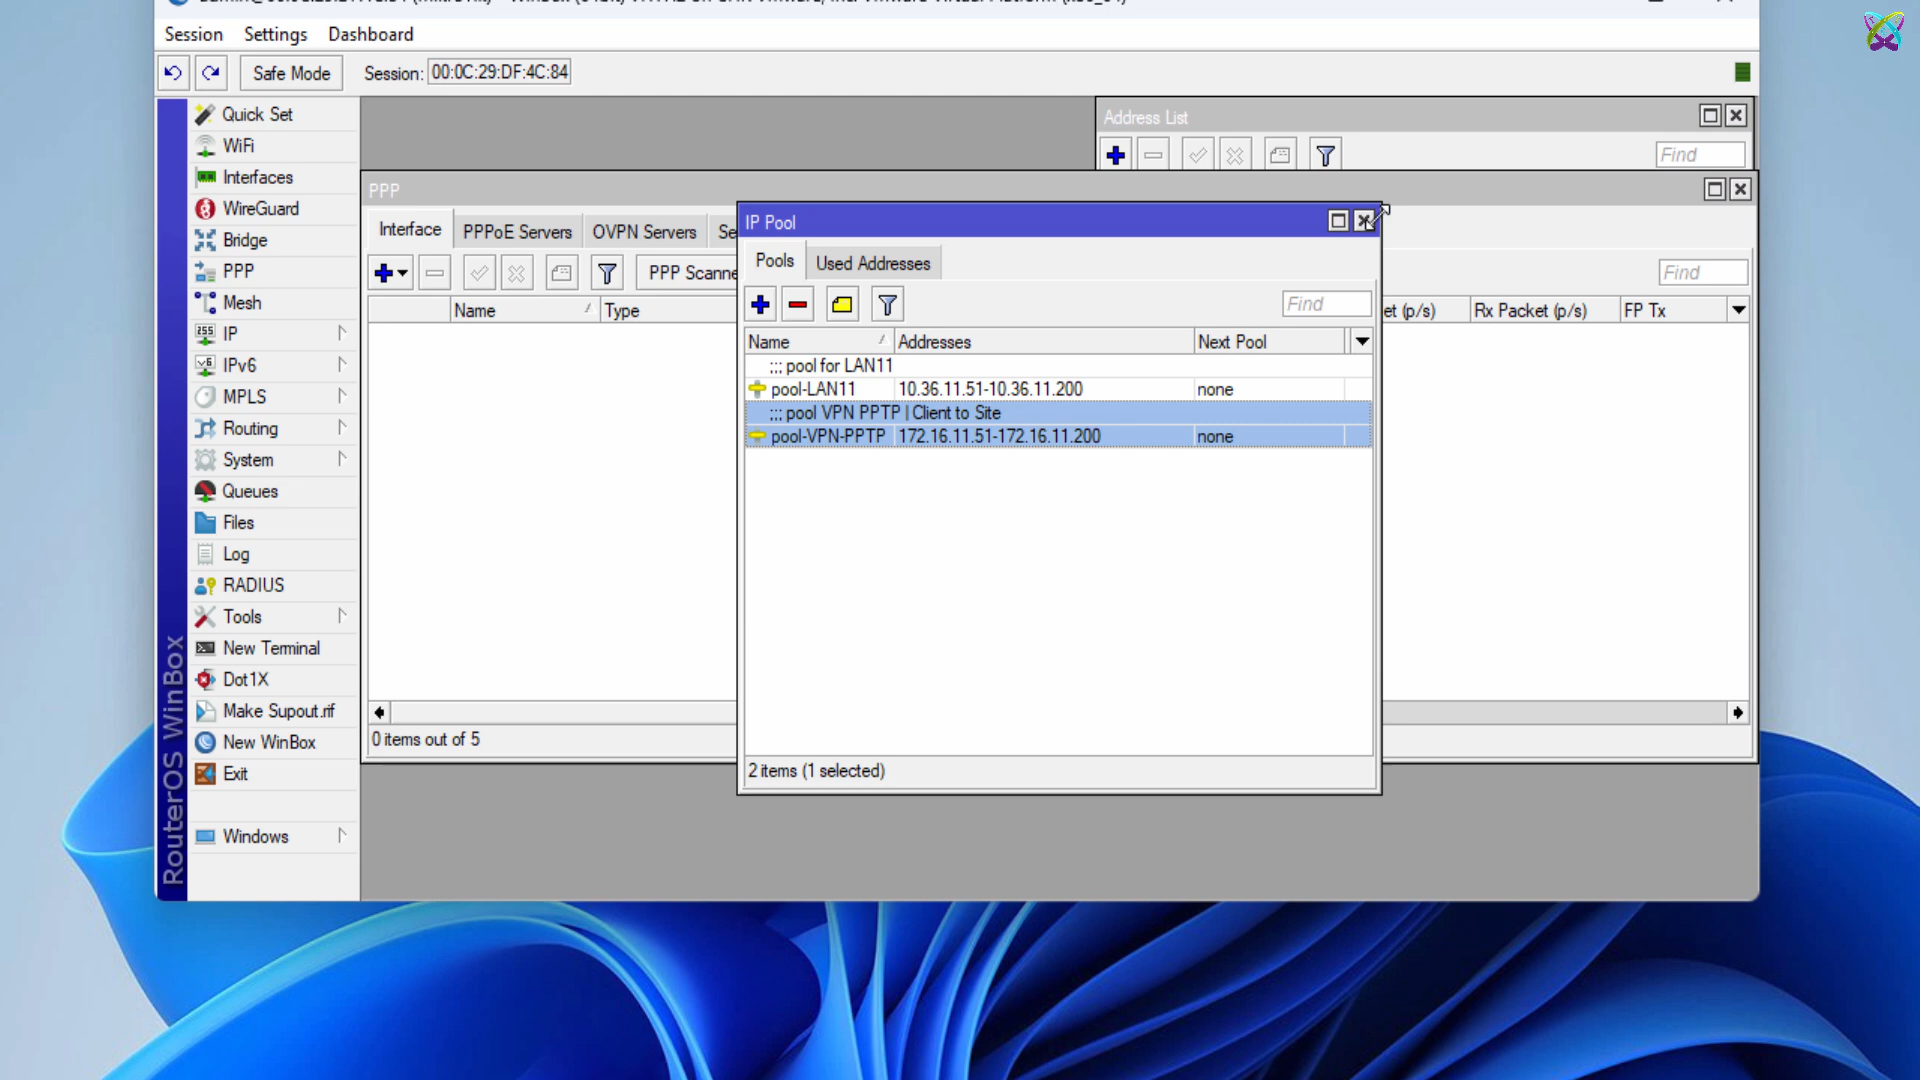 Session Settings Dashboard
Safe Mode Session: 00:0C:29:DF:4C:84
Quick Set
WiFi
Interfaces
WireGuard
Bridge
PPP
Mesh
IP
IPv6
MPLS
Routing
System
Queues
Files
Log
RADIUS
Tools
New Terminal
Dot1X
Make Supout.rif
New WinBox
Exit
Windows
RouterOS WinBox
Address List
Find
PPP
Interface PPPoE Servers OVPN Servers Se
PPP Scanne
Find
Name Type
et (p/s) Rx Packet (p/s) FP Tx
0 items out of 5
IP Pool
Pools Used Addresses
Find
Name Addresses Next Pool
;;; pool for LAN11
pool-LAN11 10.36.11.51-10.36.11.200 none
;;; pool VPN PPTP | Client to Site
pool-VPN-PPTP 172.16.11.51-172.16.11.200 none
2 items (1 selected)